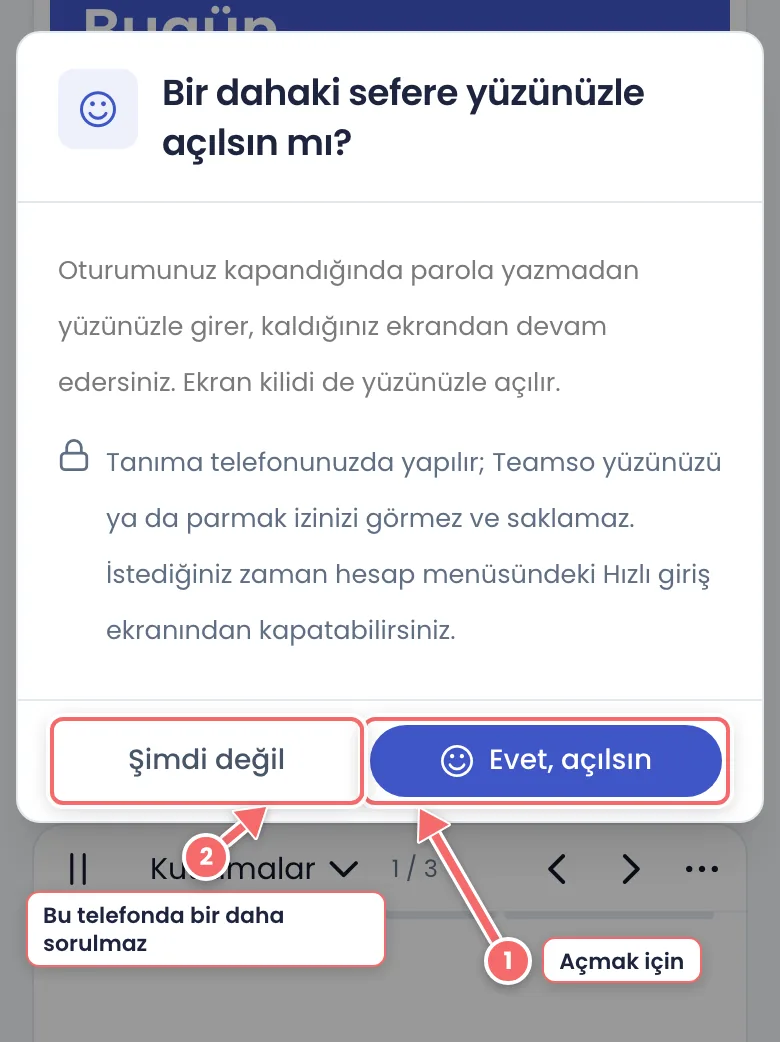 Bugün
Bir dahaki sefere yüzünüzle
açılsın mı?
Oturumunuz kapandığında parola yazmadan
yüzünüzle girer, kaldığınız ekrandan devam
edersiniz. Ekran kilidi de yüzünüzle açılır.
Tanıma telefonunuzda yapılır; Teamso yüzünüzü
ya da parmak izinizi görmez ve saklamaz.
İstediğiniz zaman hesap menüsündeki Hızlı giriş
ekranından kapatabilirsiniz.
Şimdi değil
Evet, açılsın
2
1 / 3
Bu telefonda bir daha
sorulmaz
1
Açmak için